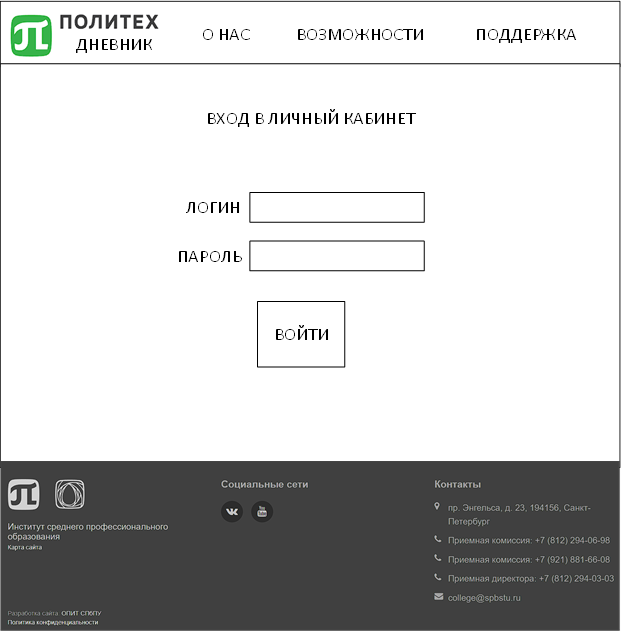 ПОЛИТЕХ
ДНЕВНИК
О НАС
ВОЗМОЖНОСТИ
ПОДДЕРЖКА
ВХОД В ЛИЧНЫЙ КАБИНЕТ
ЛОГИН
ПАРОЛЬ
ВОЙТИ
Институт среднего профессионального
образования
Карта сайта
Разработка сайта ОПИТ СПбПУ
Политика конфиденциальности
Социальные сети
You
Tube
Контакты
пр. Энгельса, д. 23, 194156, Санкт-
Петербург
Приемная комиссия: +7 (812) 294-06-98
Приемная комиссия: +7 (921) 881-66-08
Приемная директора: +7 (812) 294-03-03
college@spbstu.ru